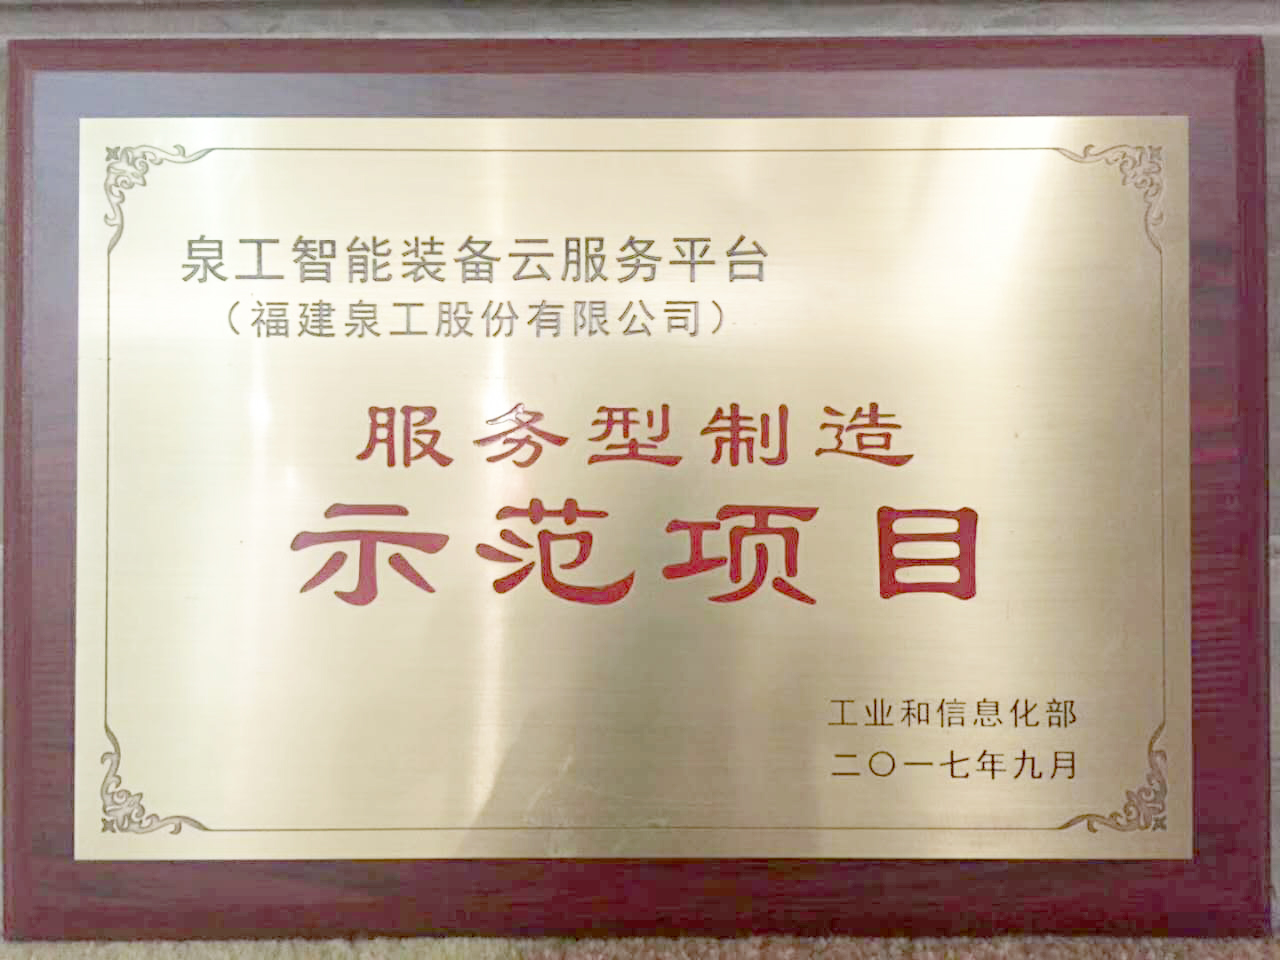 泉工智能装备云服务平台
（福建泉工股份有限公司）
服务型制造
示范项目
工业和信息化部
二〇一七年九月